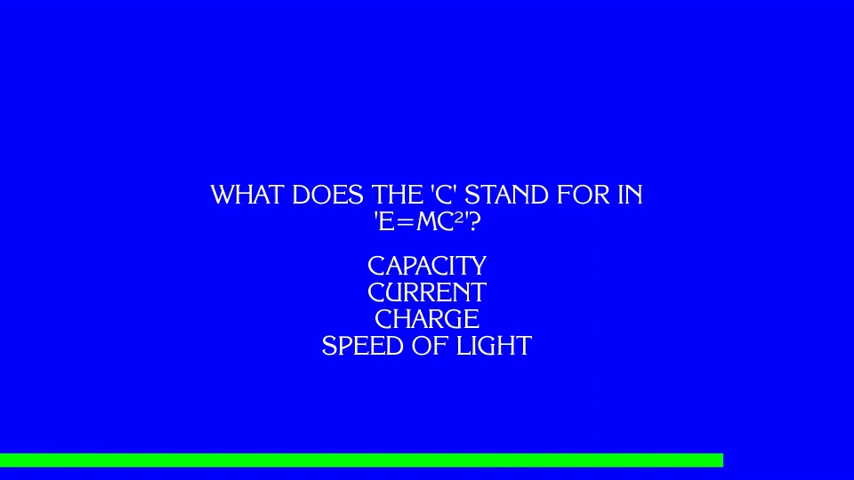 WHAT DOES THE 'C' STAND FOR IN
'E=MC²'?
CAPACITY
CURRENT
CHARGE
SPEED OF LIGHT